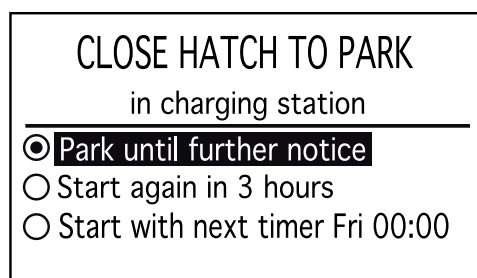 CLOSE HATCH TO PARK
in charging station
Park until further notice
Start again in 3 hours
Start with next timer Fri 00:00